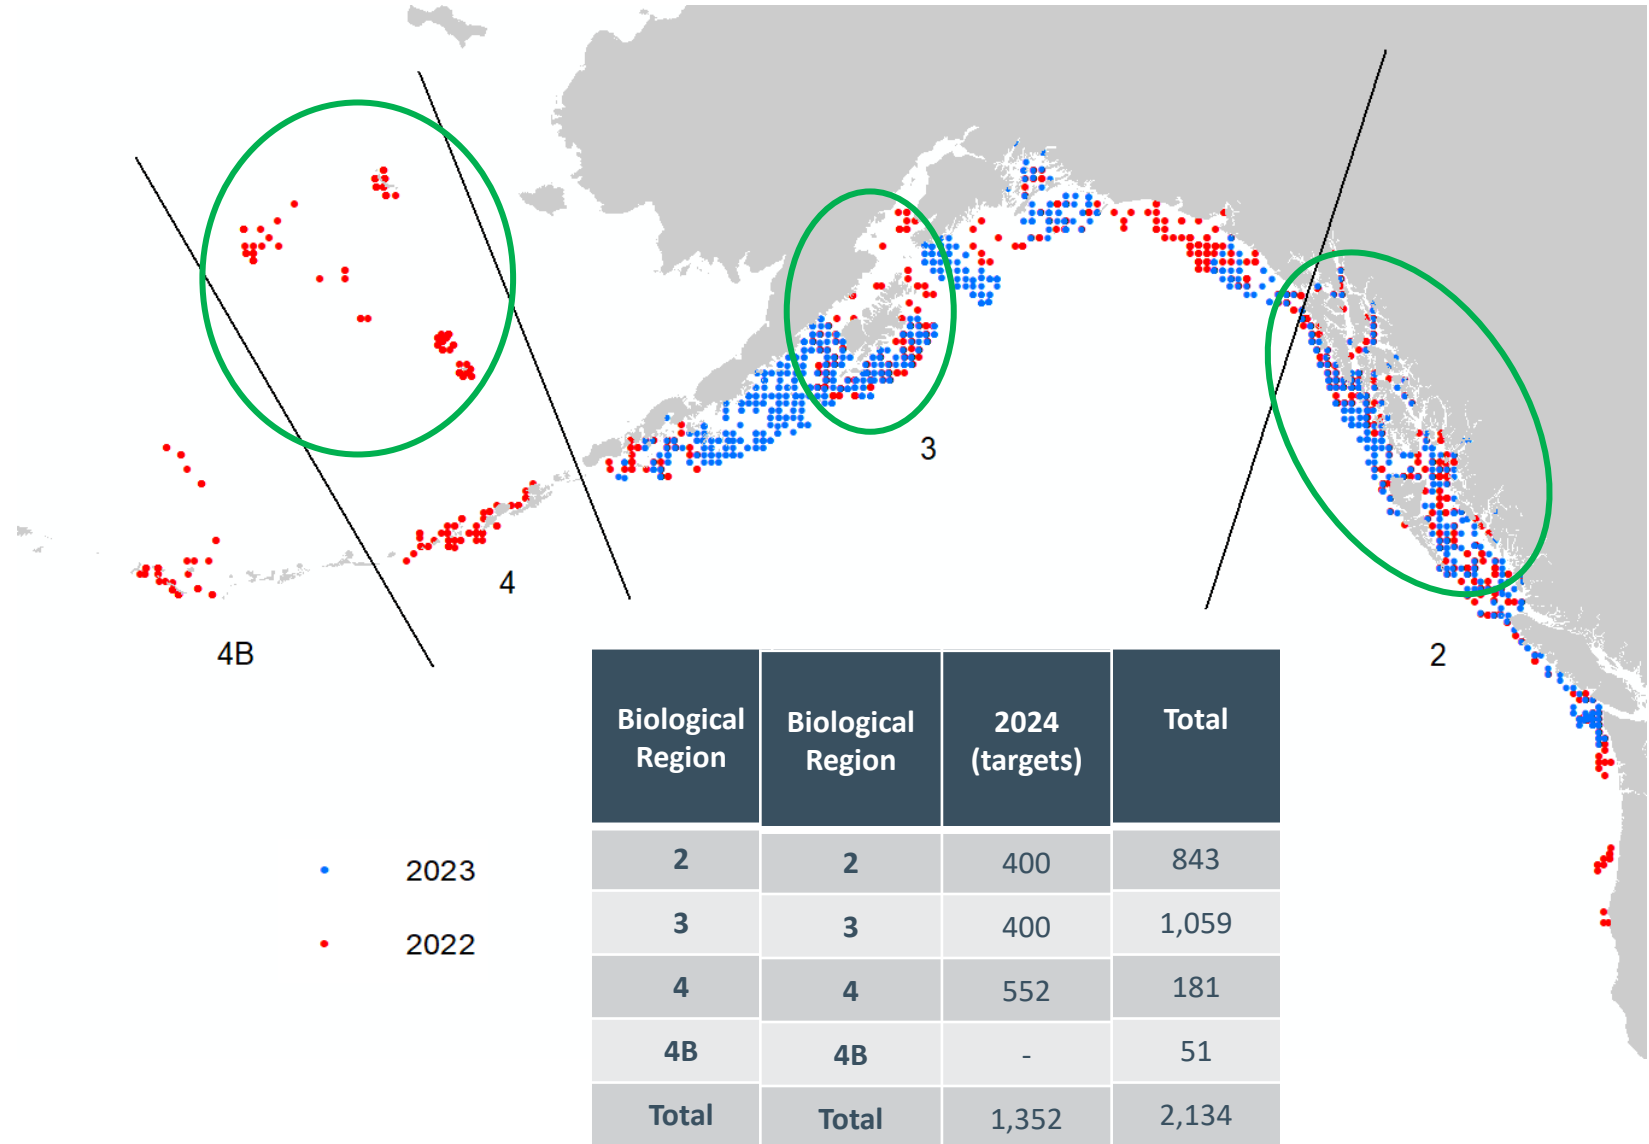 3
4
4B
2
Biological Region Biological Region 2024 (targets) Total
2 2 400 843
3 3 400 1,059
4 4 552 181
4B 4B - 51
Total Total 1,352 2,134
2023
2022